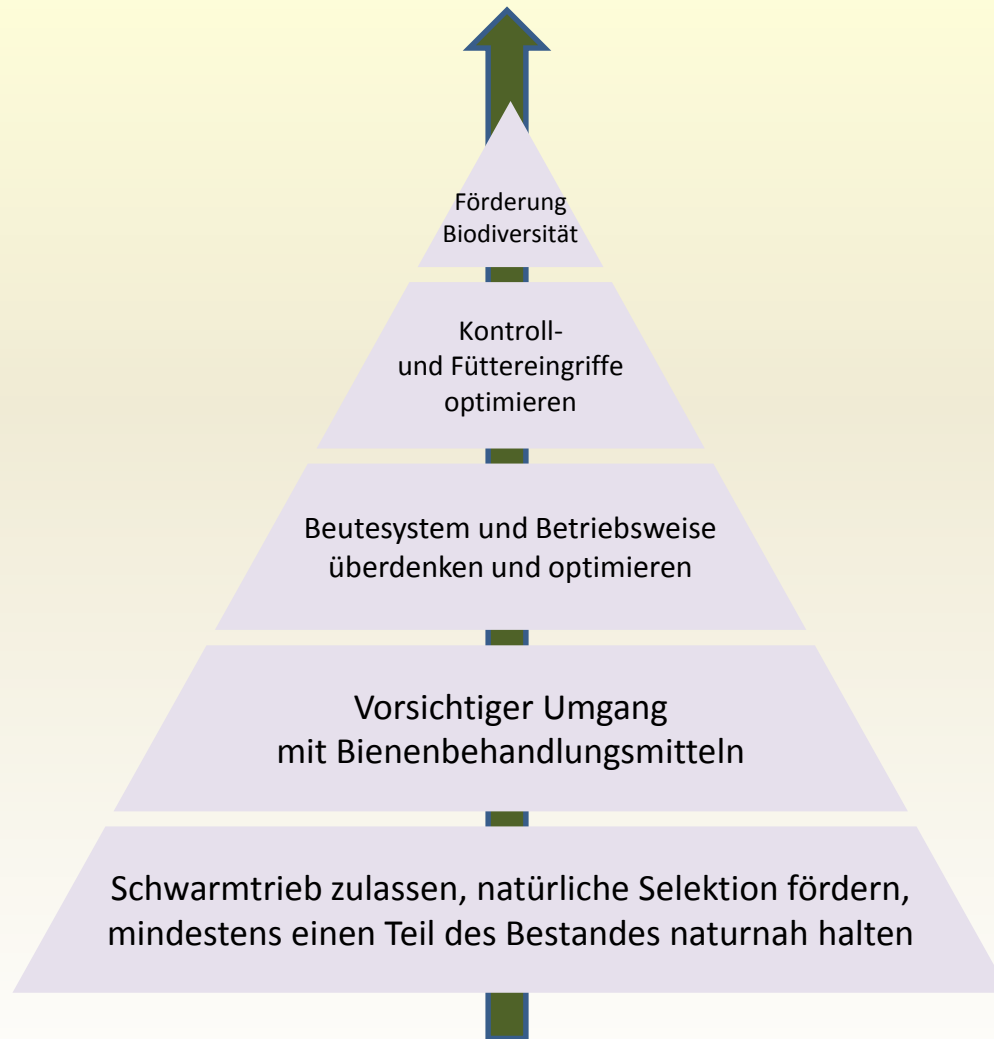 Förderung
Biodiversität
Kontroll-
und Füttereingriffe
optimieren
Beutesystem und Betriebsweise
überdenken und optimieren
Vorsichtiger Umgang
mit Bienenbehandlungsmitteln
Schwarmtrieb zulassen, natürliche Selektion fördern,
mindestens einen Teil des Bestandes naturnah halten